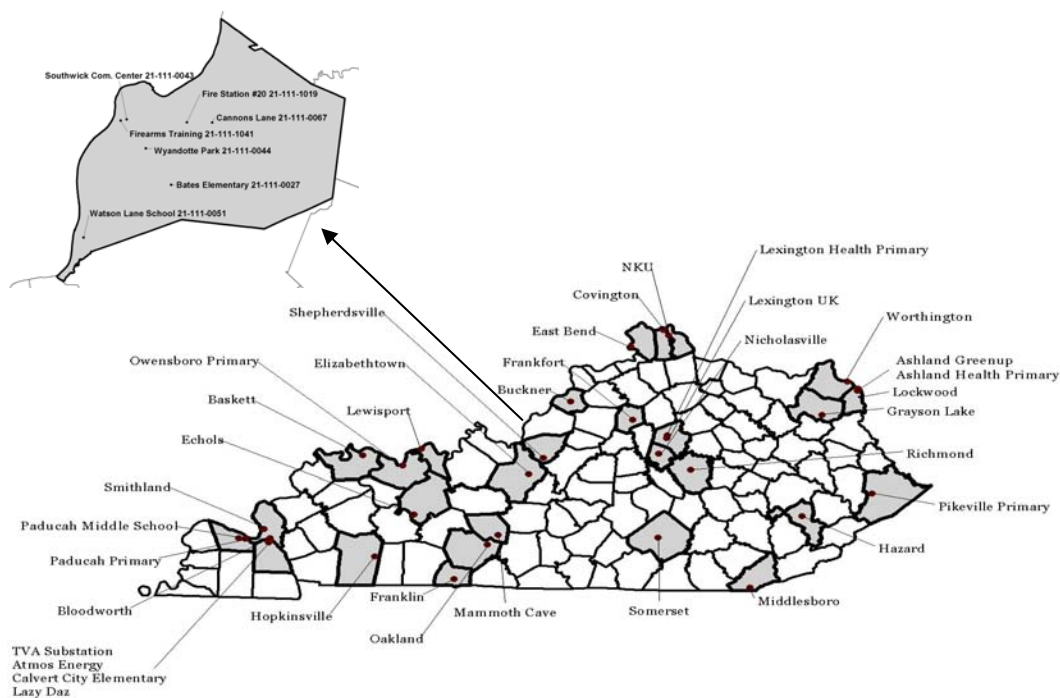 Southwick Com. Center 21-111-0043
Fire Station #20 21-111-1019
Cannons Lane 21-111-0067
Firearms Training 21-111-1041
Wyandotte Park 21-111-0044
Bates Elementary 21-111-0027
Watson Lane School 21-111-0051
Lexington Health Primary
NKU
Covington
Lexington UK
Shepherdsville
East Bend
Worthington
Nicholasville
Owensboro Primary
Elizabethtown
Frankfort
Ashland Greenup
Ashland Health Primary
Buckner
Lockwood
Baskett
Lewisport
Grayson Lake
Echols
Richmond
Smithland
Pikeville Primary
Paducah Middle School
Hazard
Paducah Primary
Bloodworth
Hopkinsville
Franklin
Mammoth Cave
Somerset
Middlesboro
Oakland
TVA Substation
Atmos Energy
Calvert City Elementary
Lazy Daz